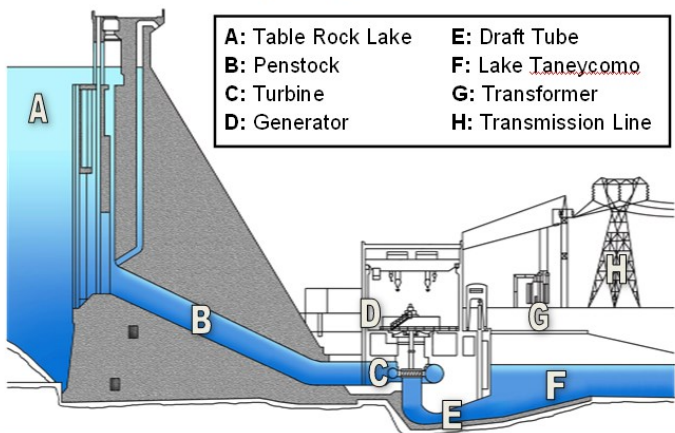 A: Table Rock Lake
B: Penstock
C: Turbine
D: Generator
E: Draft Tube
F: Lake Taneycomo
G: Transformer
H: Transmission Line
A
B
C
D
E
F
G
H